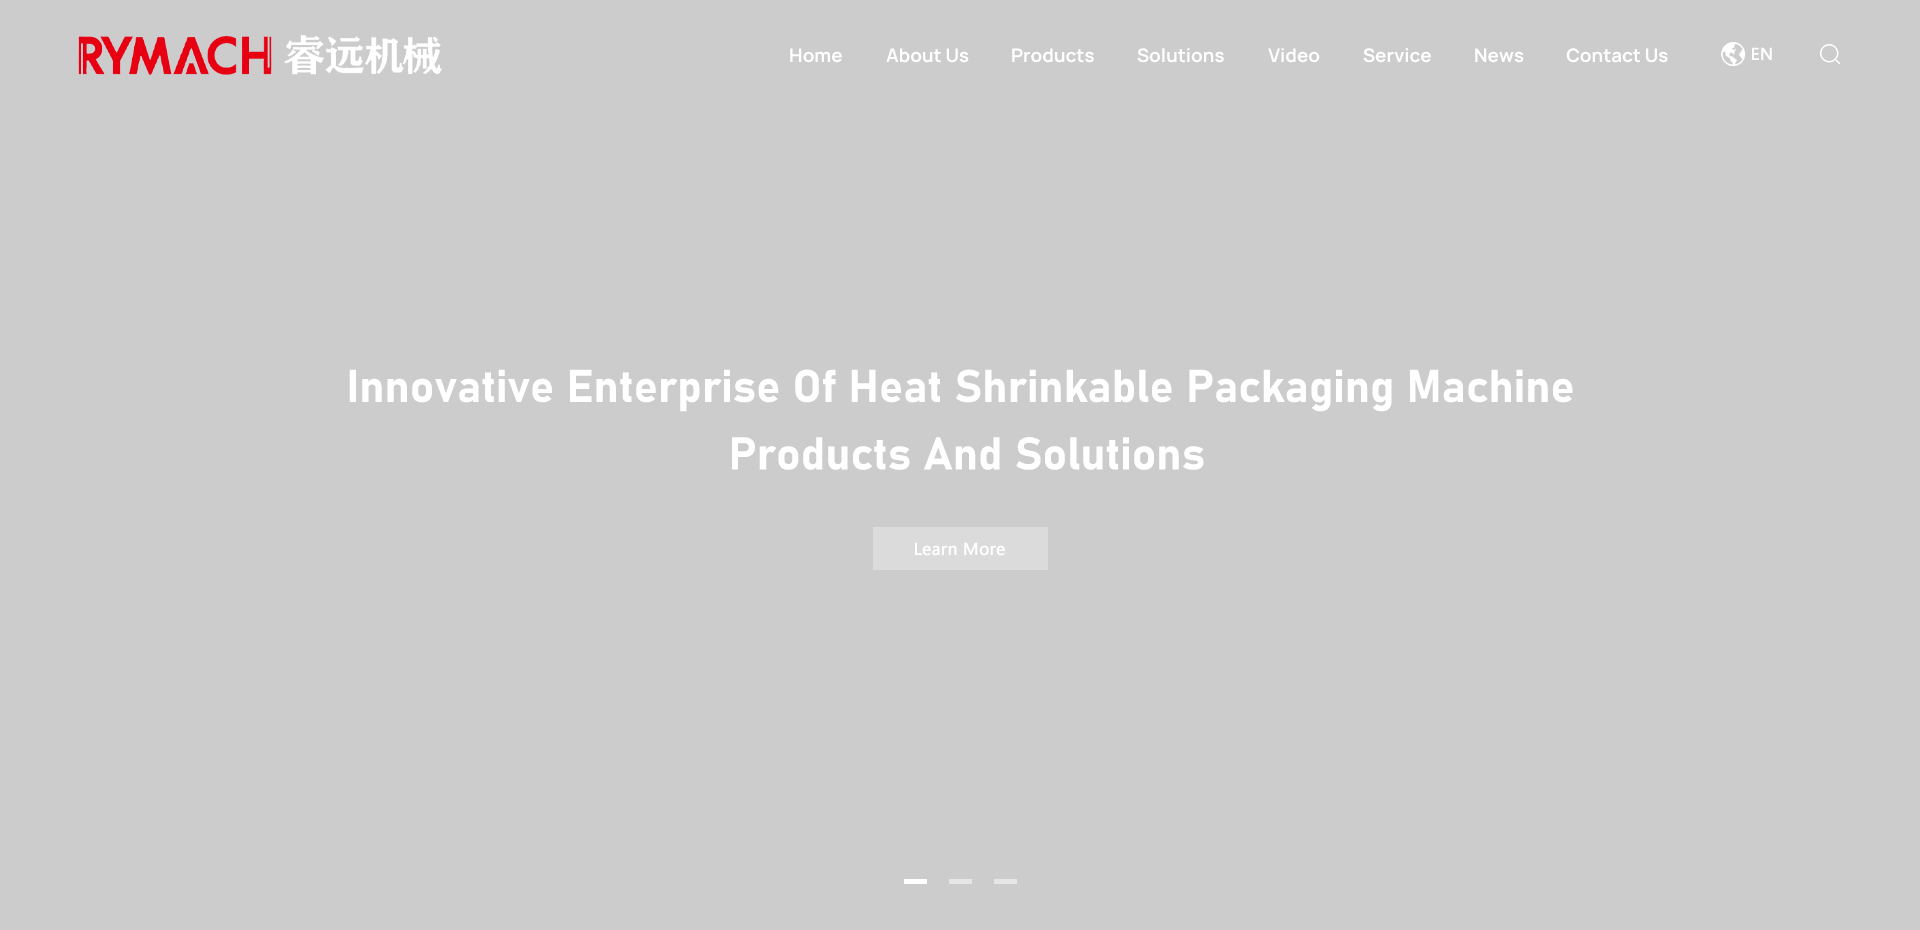 RYMACH 睿远机械
Home About Us Products Solutions Video Service News Contact Us EN
Innovative Enterprise Of Heat Shrinkable Packaging Machine
Products And Solutions
Learn More